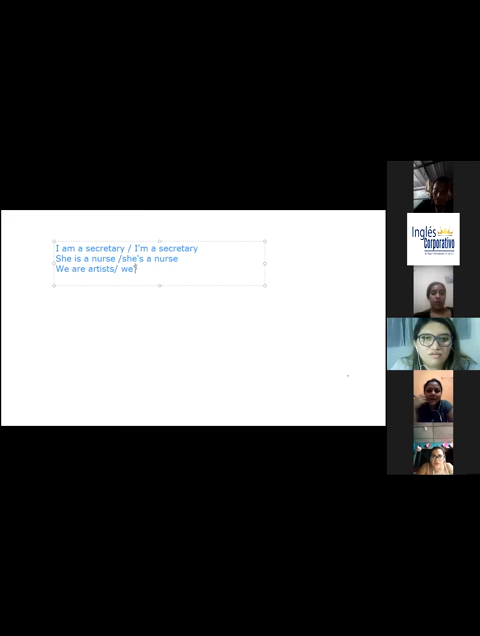 I am a secretary / I'm a secretary
She is a nurse /she's a nurse
We are artists/ we
Inglés
Corporativo